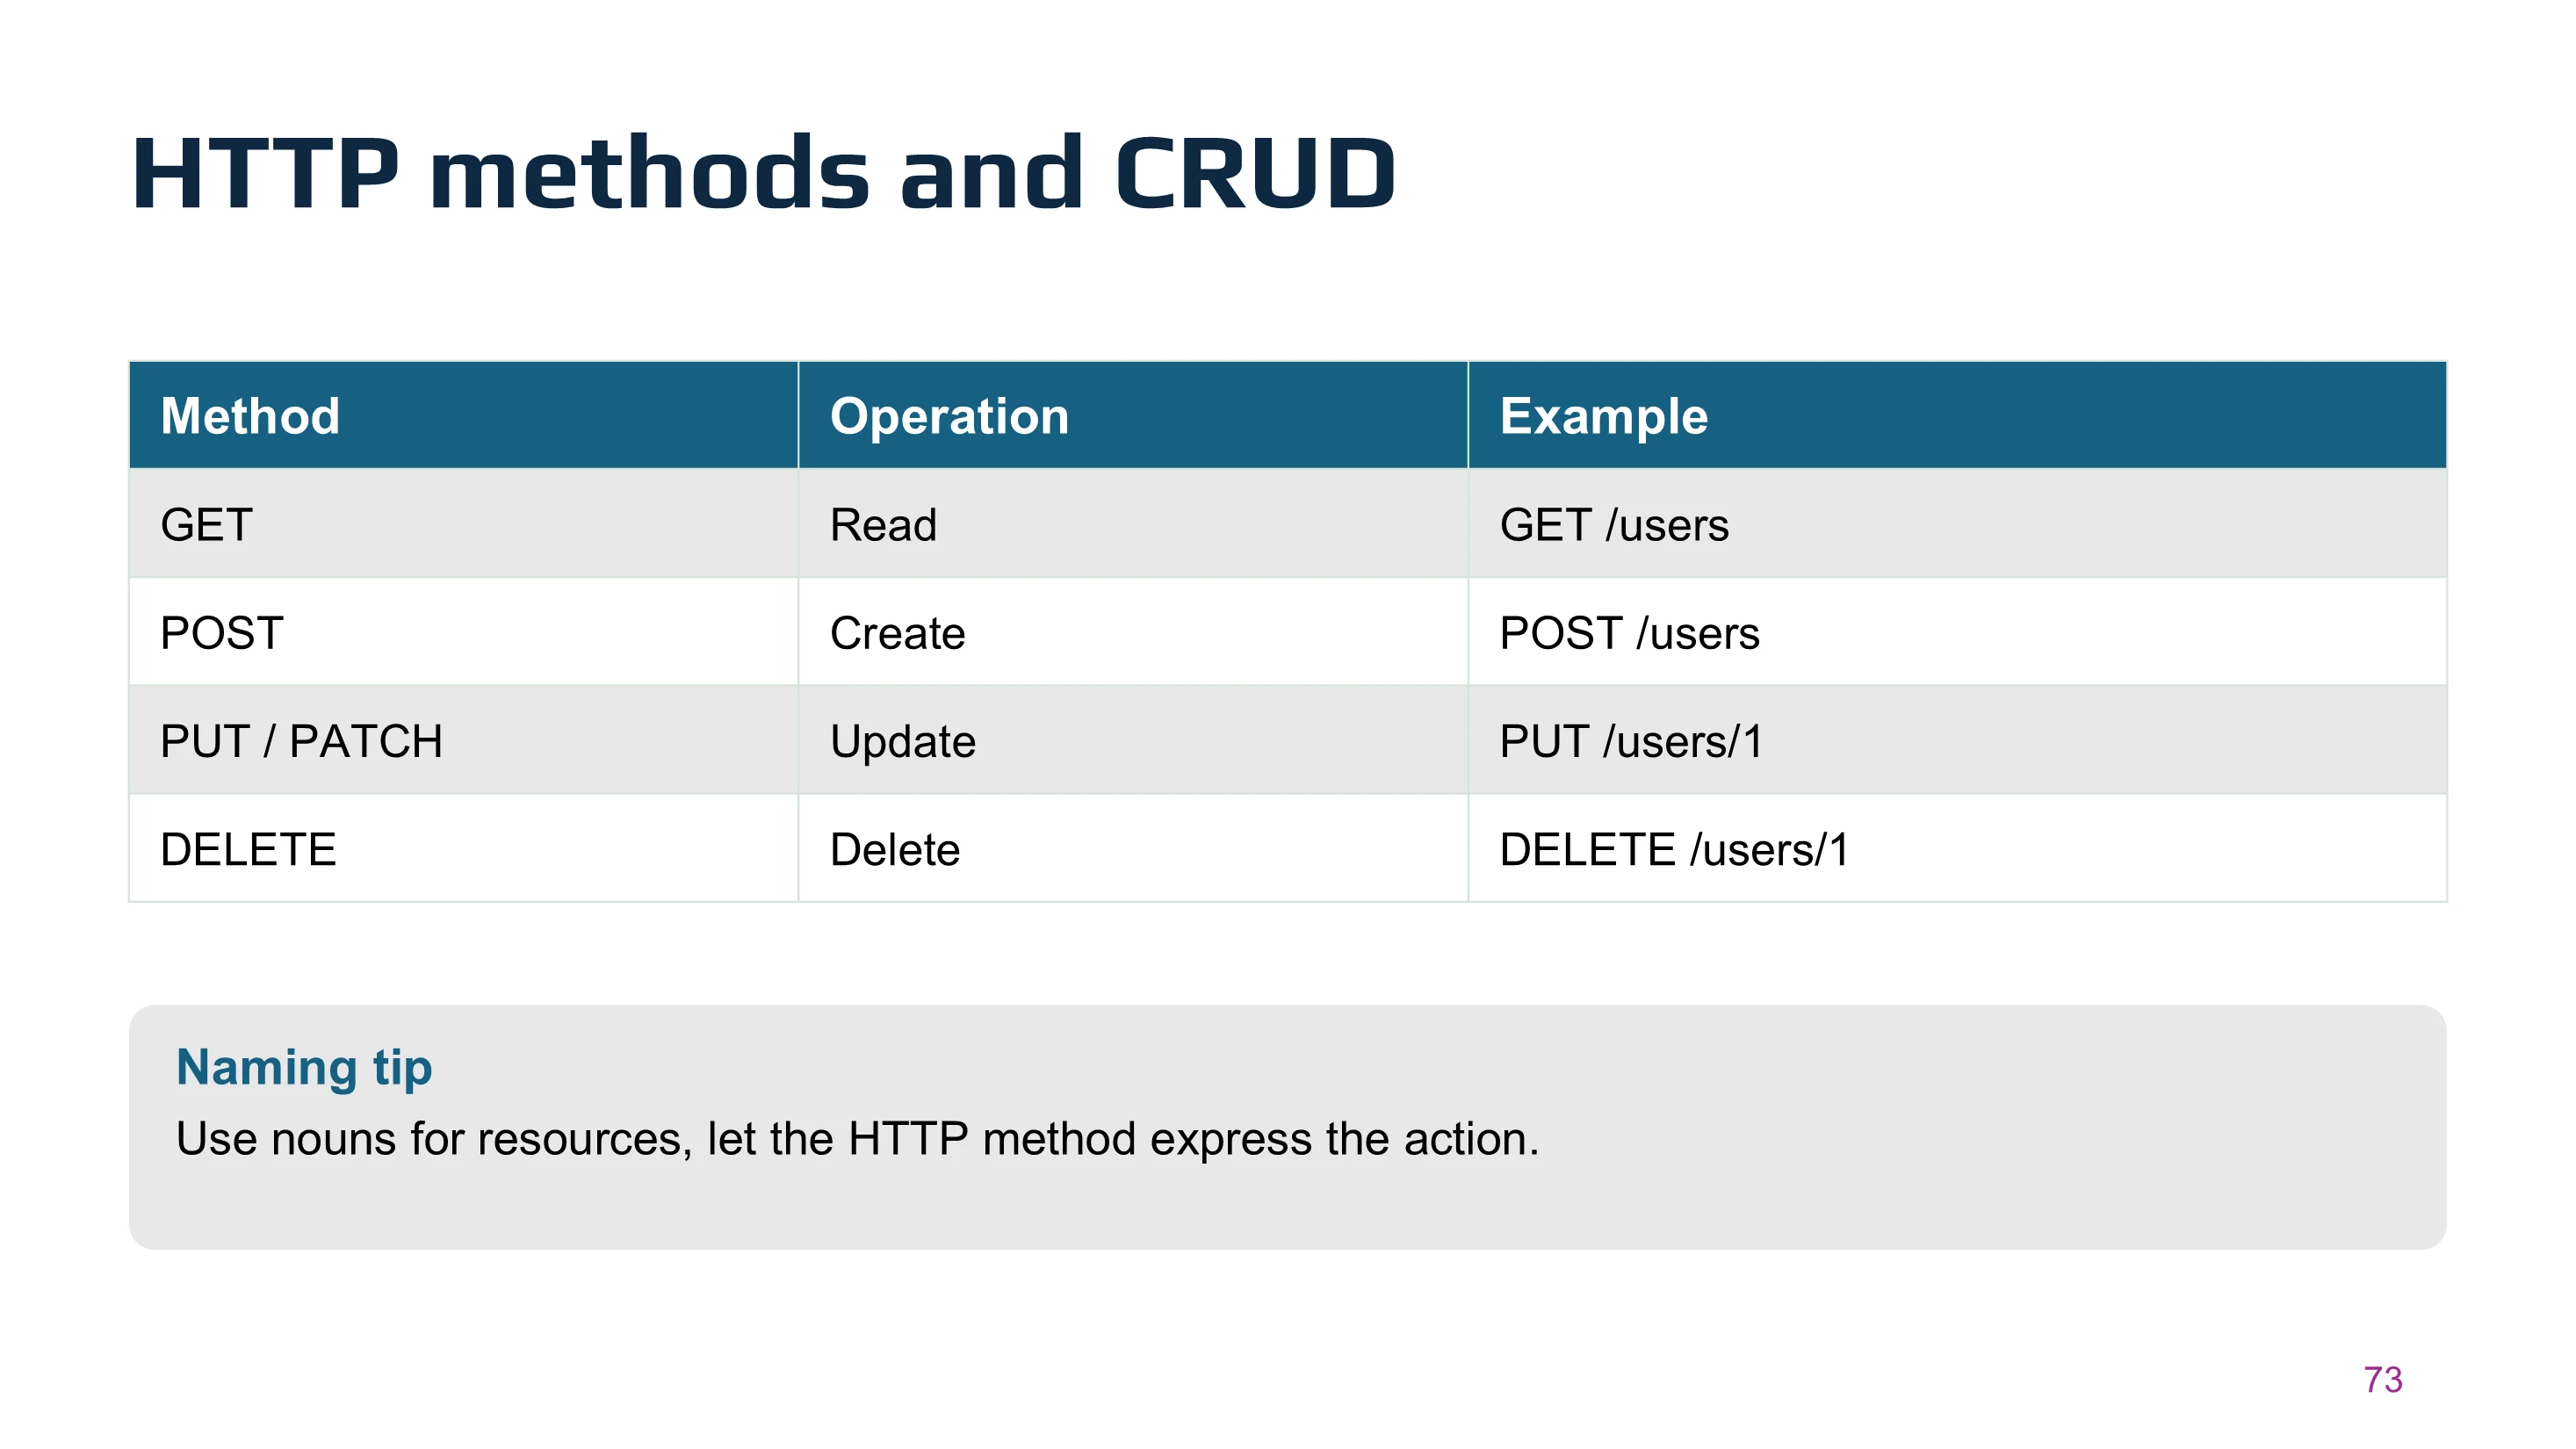 HTTP methods and CRUD
Method Operation Example
GET Read GET /users
POST Create POST /users
PUT / PATCH Update PUT /users/1
DELETE Delete DELETE /users/1
Naming tip
Use nouns for resources, let the HTTP method express the action.
73